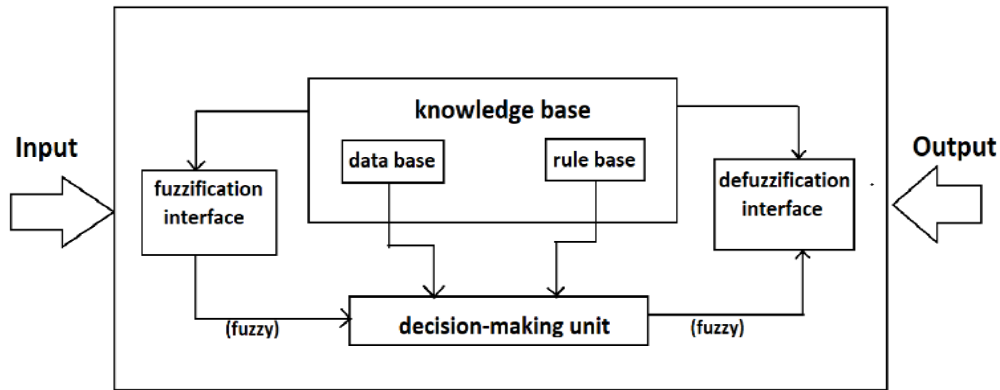 knowledge base
Input
data base
rule base
Output
fuzzification
interface
defuzzification
interface
(fuzzy)
decision-making unit
(fuzzy)